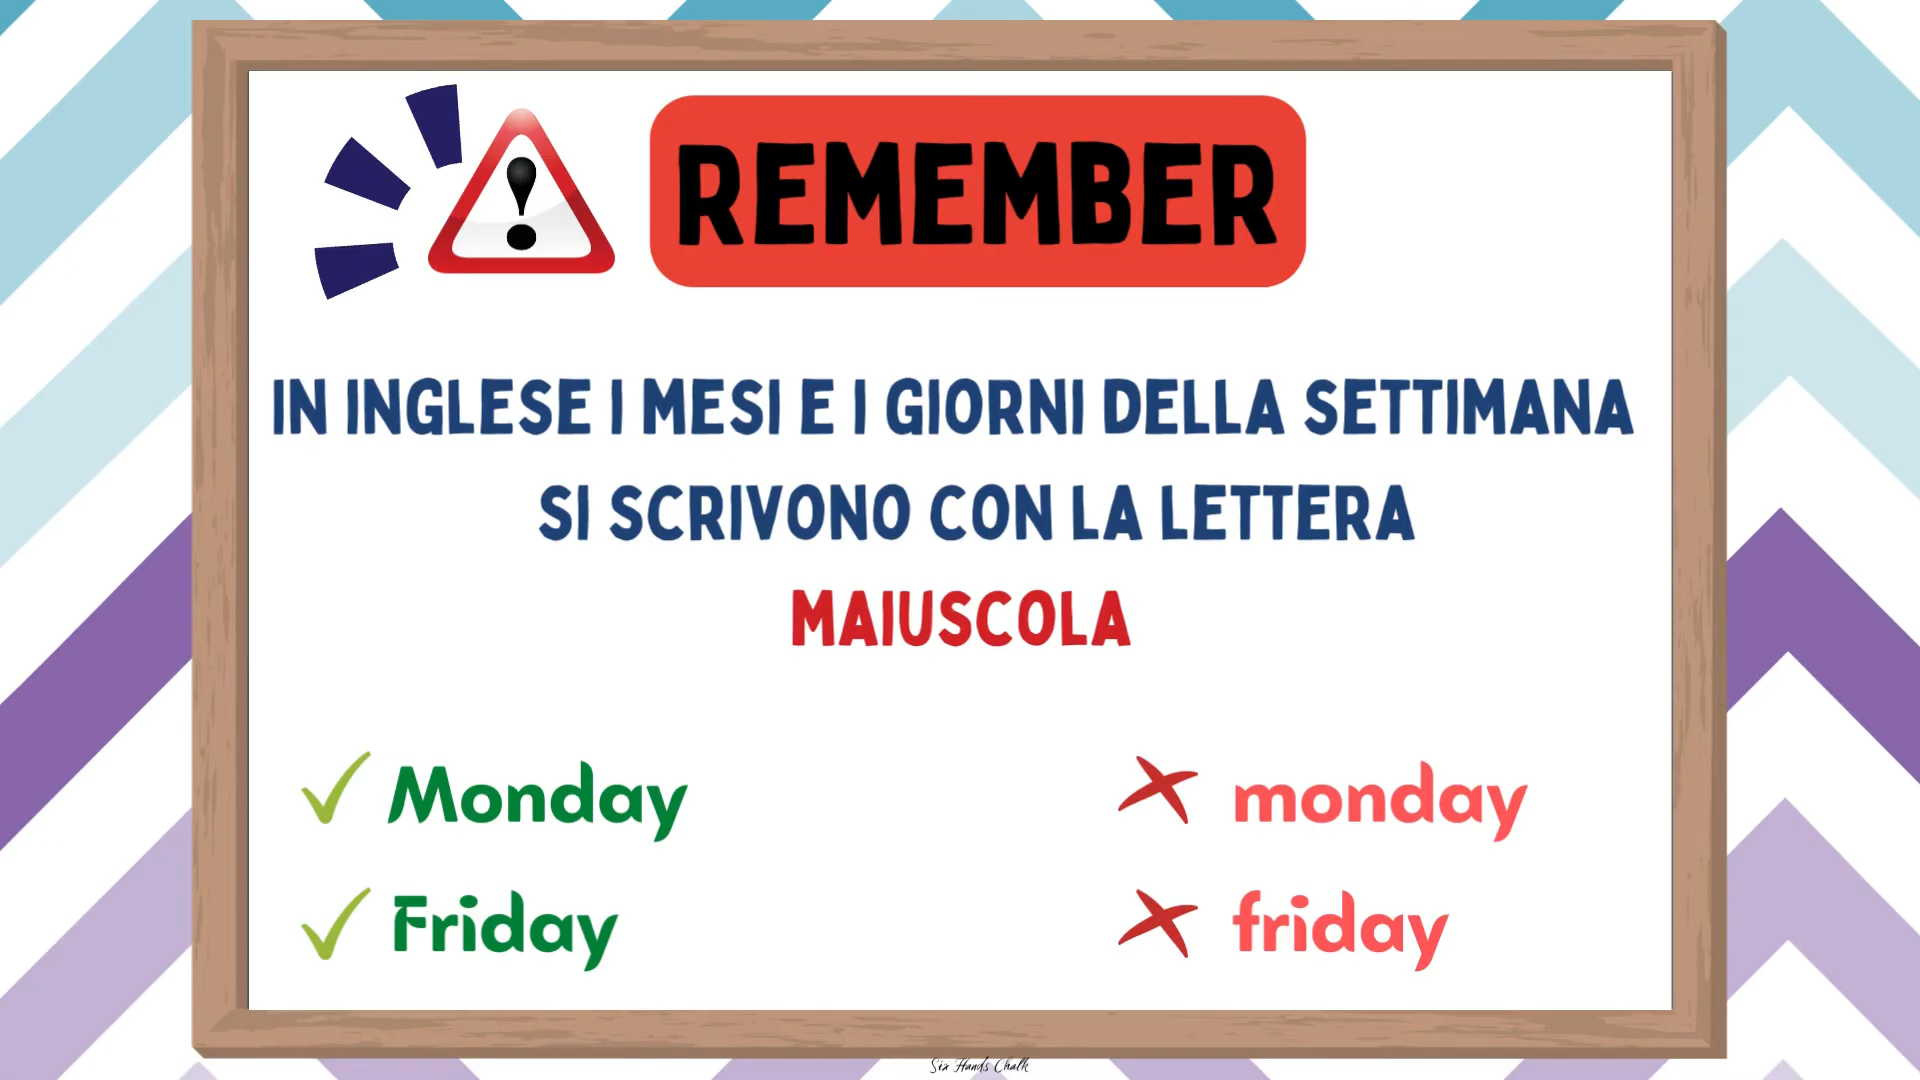 REMEMBER
IN INGLESE I MESI E I GIORNI DELLA SETTIMANA
SI SCRIVONO CON LA LETTERA
MAIUSCOLA
Monday
monday
Friday
friday
Six Hands Chalk